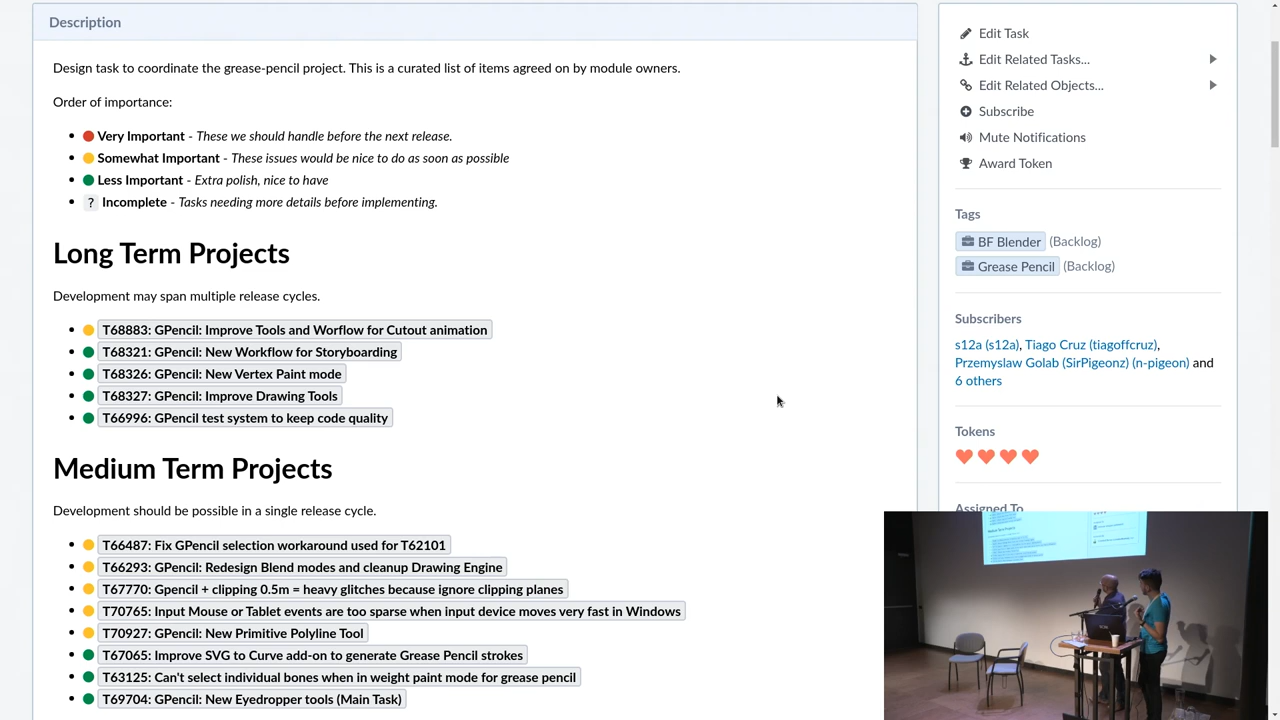 Description
Design task to coordinate the grease-pencil project. This is a curated list of items agreed on by module owners.
Order of importance:
Very Important - These we should handle before the next release.
Somewhat Important - These issues would be nice to do as soon as possible
Less Important - Extra polish, nice to have
? Incomplete - Tasks needing more details before implementing.
Long Term Projects
Development may span multiple release cycles.
T68883: GPencil: Improve Tools and Worflow for Cutout animation
T68321: GPencil: New Workflow for Storyboarding
T68326: GPencil: New Vertex Paint mode
T68327: GPencil: Improve Drawing Tools
T66996: GPencil test system to keep code quality
Medium Term Projects
Development should be possible in a single release cycle.
T66487: Fix GPencil selection workaround used for T62101
T66293: GPencil: Redesign Blend modes and cleanup Drawing Engine
T67770: Gpencil + clipping 0.5m = heavy glitches because ignore clipping planes
T70765: Input Mouse or Tablet events are too sparse when input device moves very fast in Windows
T70927: GPencil: New Primitive Polyline Tool
T67065: Improve SVG to Curve add-on to generate Grease Pencil strokes
T63125: Can't select individual bones when in weight paint mode for grease pencil
T69704: GPencil: New Eyedropper tools (Main Task)
Edit Task
Edit Related Tasks...
Edit Related Objects...
Subscribe
Mute Notifications
Award Token
Tags
BF Blender (Backlog)
Grease Pencil (Backlog)
Subscribers
s12a (s12a), Tiago Cruz (tiagoffcruz),
Przemyslaw Golab (SirPigeonz) (n-pigeon) and
6 others
Tokens
Assigned To